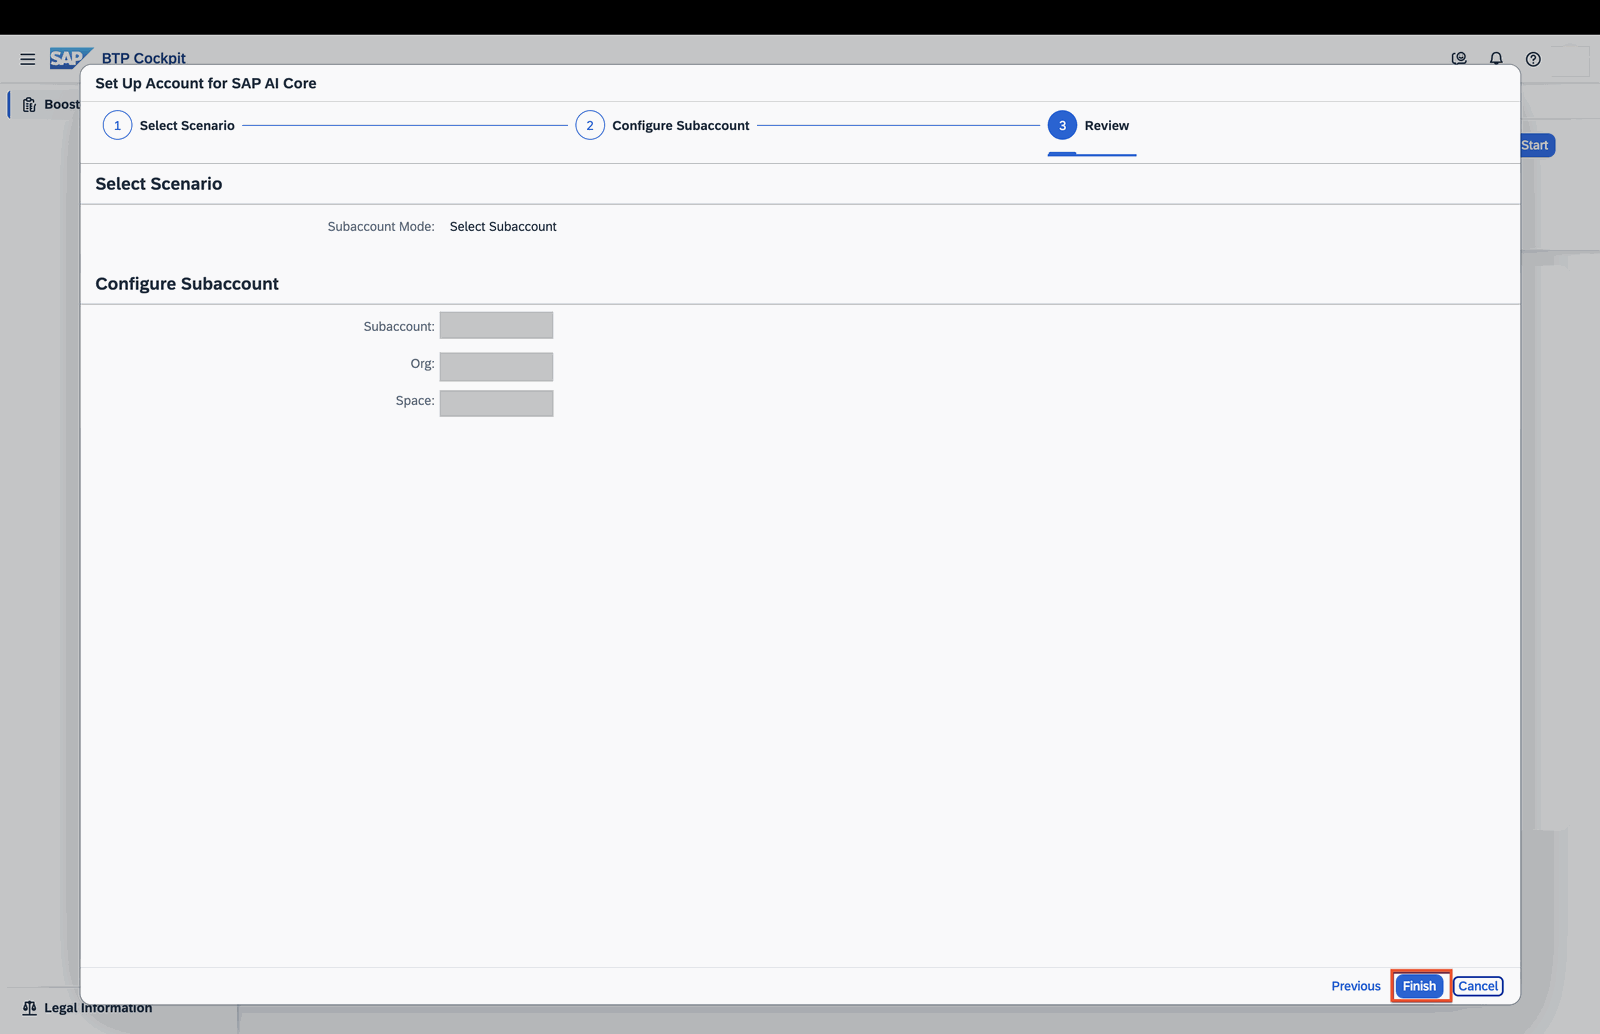 SAP BTP Cockpit
Set Up Account for SAP AI Core
Boost
1 Select Scenario
2 Configure Subaccount
3 Review
Start
Select Scenario
Subaccount Mode: Select Subaccount
Configure Subaccount
Subaccount:
Org:
Space:
Previous Finish Cancel
Legal Information